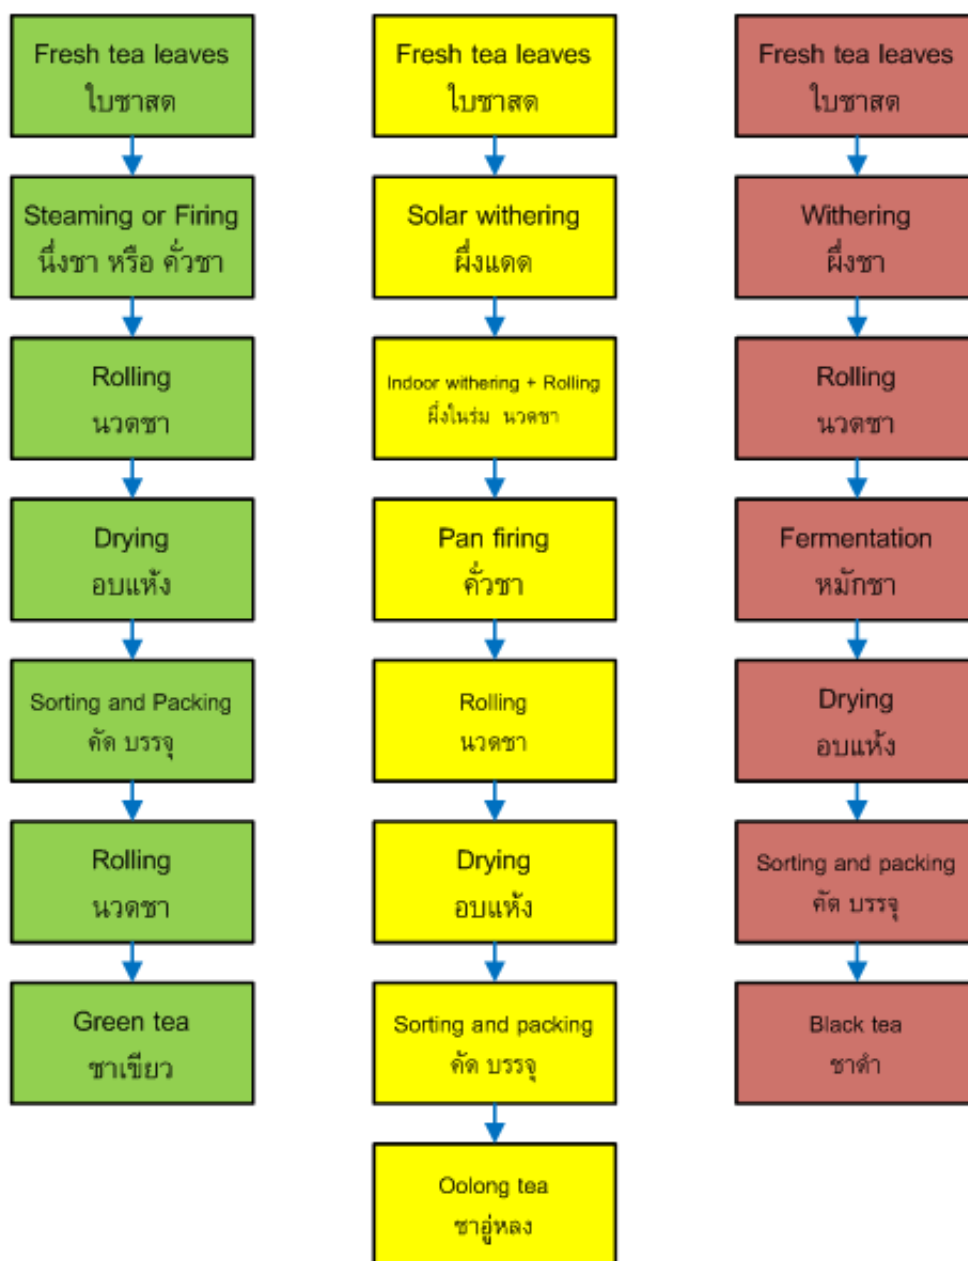 Fresh tea leaves
ใบชาสด
Steaming or Firing
นึ่งชา หรือ คั่วชา
Rolling
นวดชา
Drying
อบแห้ง
Sorting and Packing
คัด บรรจุ
Rolling
นวดชา
Green tea
ชาเขียว
Fresh tea leaves
ใบชาสด
Solar withering
ผึ่งแดด
Indoor withering + Rolling
ผึ่งในร่ม นวดชา
Pan firing
คั่วชา
Rolling
นวดชา
Drying
อบแห้ง
Sorting and packing
คัด บรรจุ
Oolong tea
ชาอู่หลง
Fresh tea leaves
ใบชาสด
Withering
ผึ่งชา
Rolling
นวดชา
Fermentation
หมักชา
Drying
อบแห้ง
Sorting and packing
คัด บรรจุ
Black tea
ชาดำ